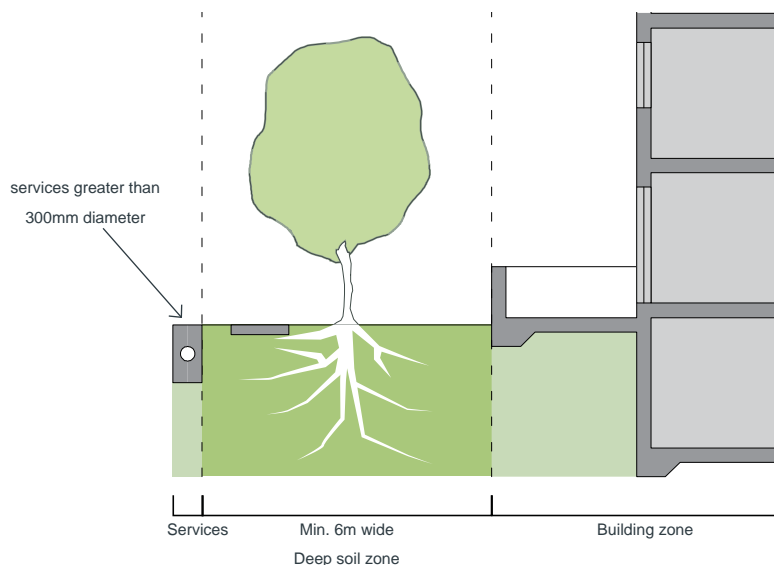 services greater than
300mm diameter
Services
Min. 6m wide
Deep soil zone
Building zone